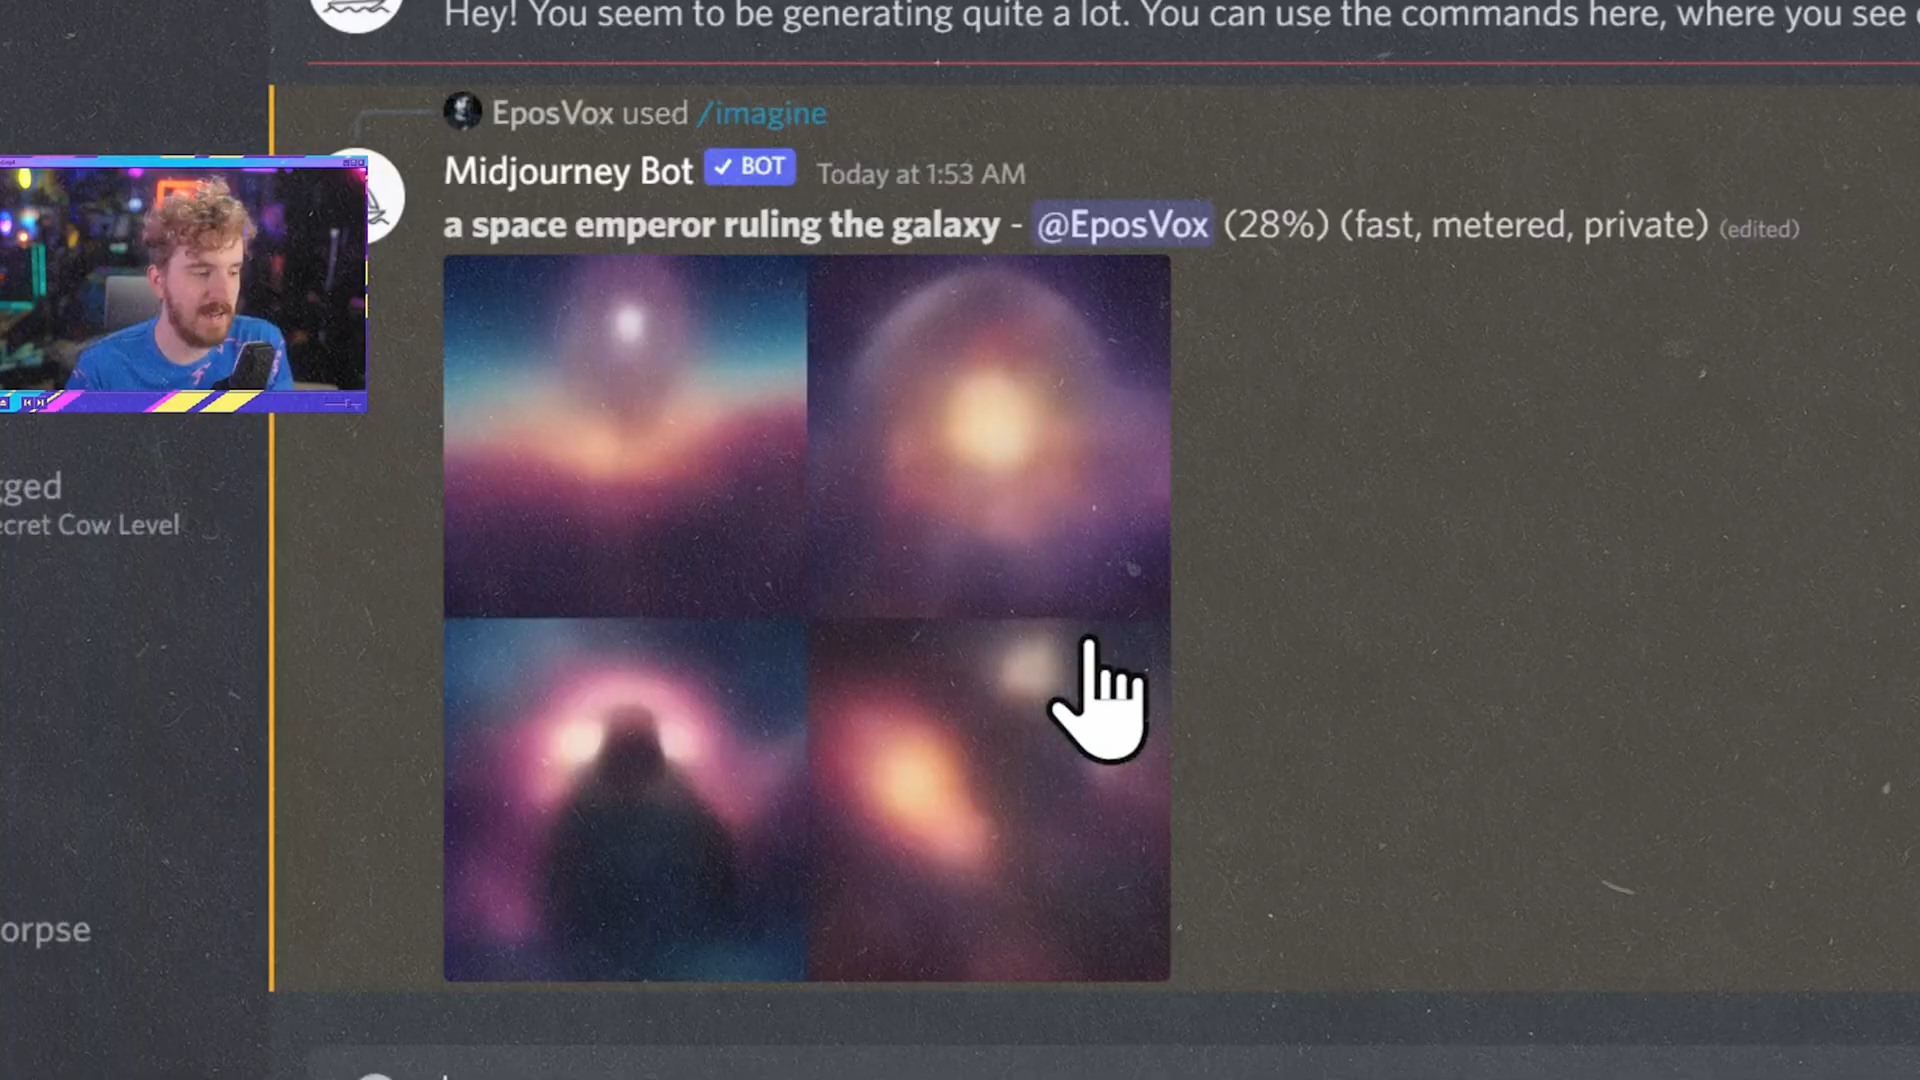 Hey! You seem to be generating quite a lot. You can use the commands here, where you see
EposVox used /imagine
Midjourney Bot ✓ BOT Today at 1:53 AM
a space emperor ruling the galaxy - @EposVox (28%) (fast, metered, private) (edited)
gged
ecret Cow Level
orpse